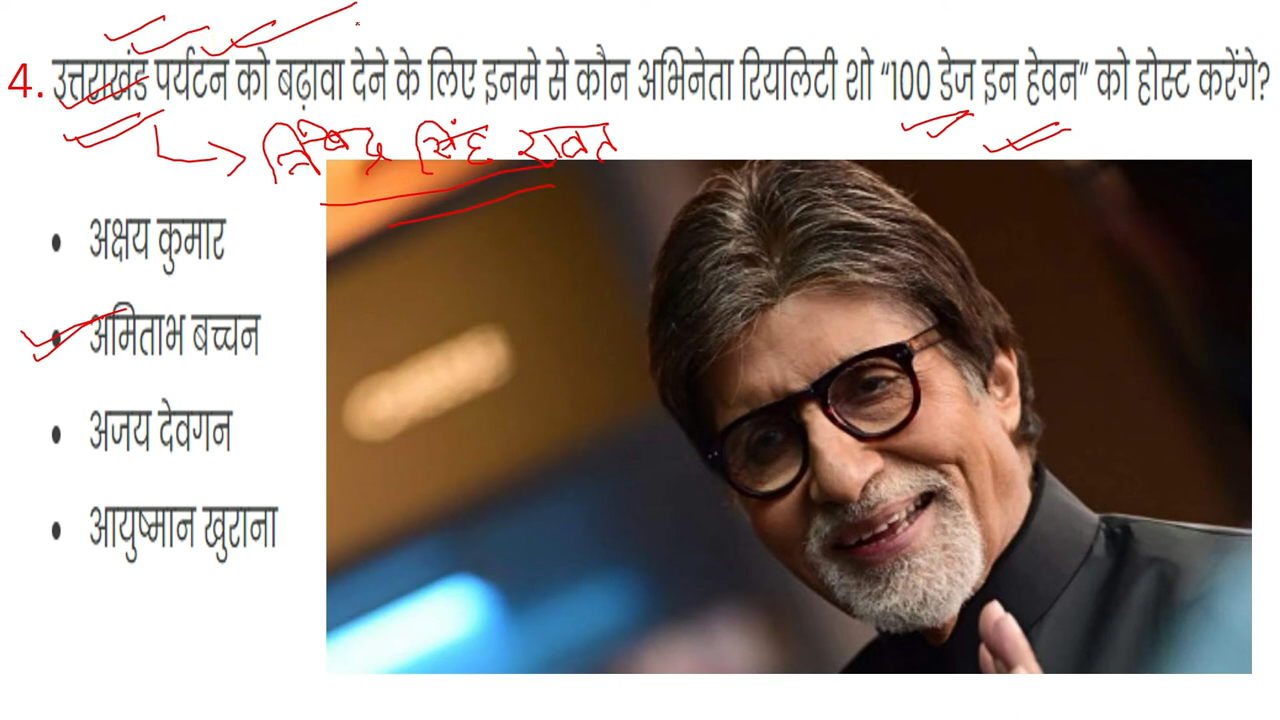 4. उत्तराखंड पर्यटन को बढ़ावा देने के लिए इनमे से कौन अभिनेता रियलिटी शो “100 डेज इन हेवन” को होस्ट करेंगे?
सिंह रावत
• अक्षय कुमार
• अमिताभ बच्चन
• अजय देवगन
• आयुष्मान खुराना